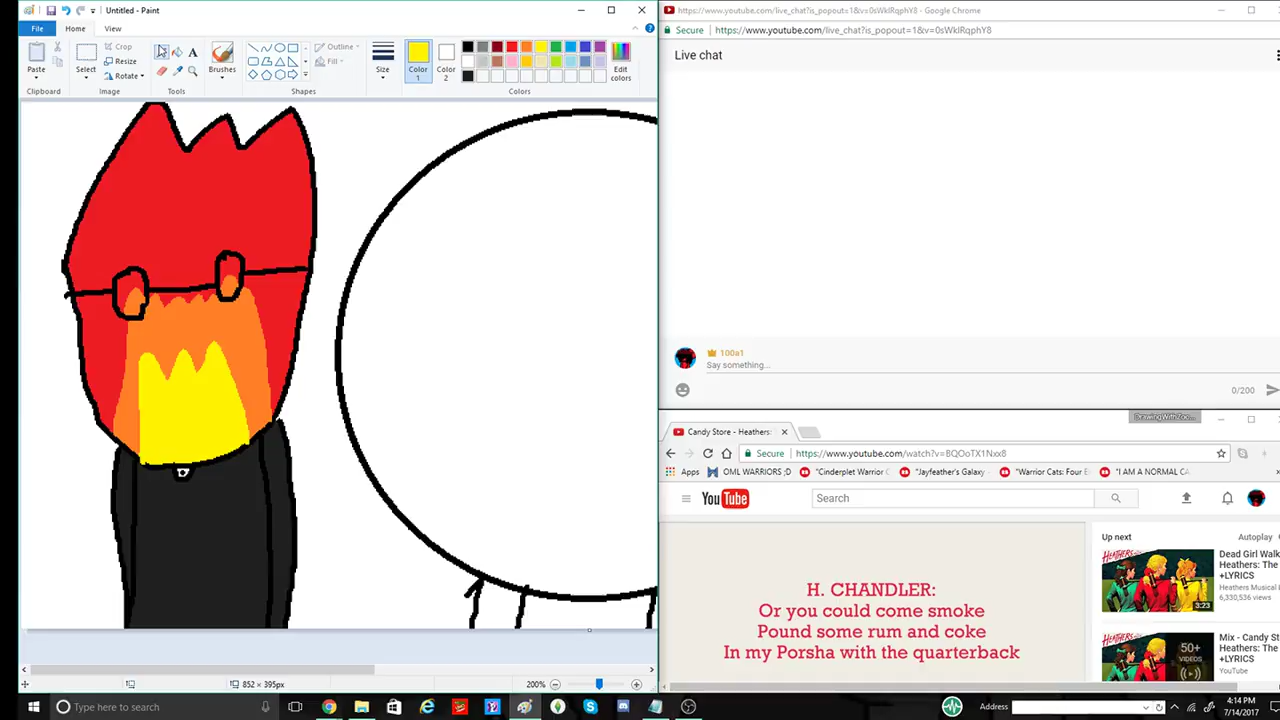 Untitled - Paint
File
Home
View
Paste
Clipboard
Select
Crop
Resize
Rotate
Image
A
Tools
Brushes
Outline
Fill
Shapes
Size
Color
1
Color
2
Edit
colors
Colors
852 × 395px
200%
https://www.youtube.com/live_chat?is_popout=1&v=0sWklRqphY8 - Google Chrome
Secure
https://www.youtube.com/live_chat?is_popout=1&v=0sWklRqphY8
Live chat
100a1
Say something...
0/200
Candy Store - Heathers:
Secure
https://www.youtube.com/watch?v=BQOoTX1Nxx8
Apps
OML WARRIORS ;D
"Cinderplet Warrior C
"Jayfeather's Galaxy -
"Warrior Cats: Four E
"I AM A NORMAL CA
YouTube
Search
H. CHANDLER:
Or you could come smoke
Pound some rum and coke
In my Porsha with the quarterback
Up next
Autoplay
3:23
Dead Girl Walk
Heathers: The
+LYRICS
Heathers Musical
6,330,536 views
50+
VIDEOS
Mix - Candy St
Heathers: The
+LYRICS
YouTube
Type here to search
Address
4:14 PM
7/14/2017